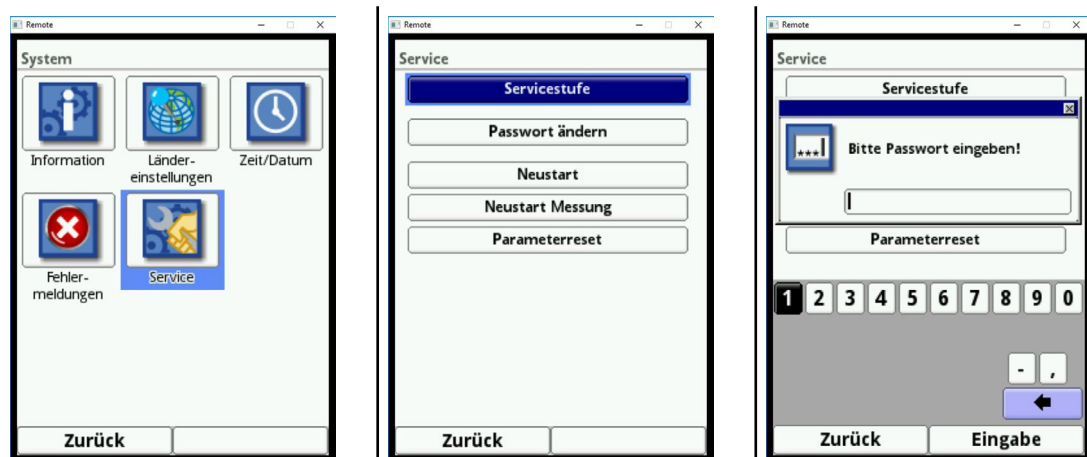 Remote
System
Information
Länder-
einstellungen
Zeit/Datum
Fehler-
meldungen
Service
Zurück
Remote
Service
Servicestufe
Passwort ändern
Neustart
Neustart Messung
Parameterreset
Zurück
Remote
Service
Servicestufe
***
Bitte Passwort eingeben!
Parameterreset
1 2 3 4 5 6 7 8 9 0
- ,
Zurück Eingabe